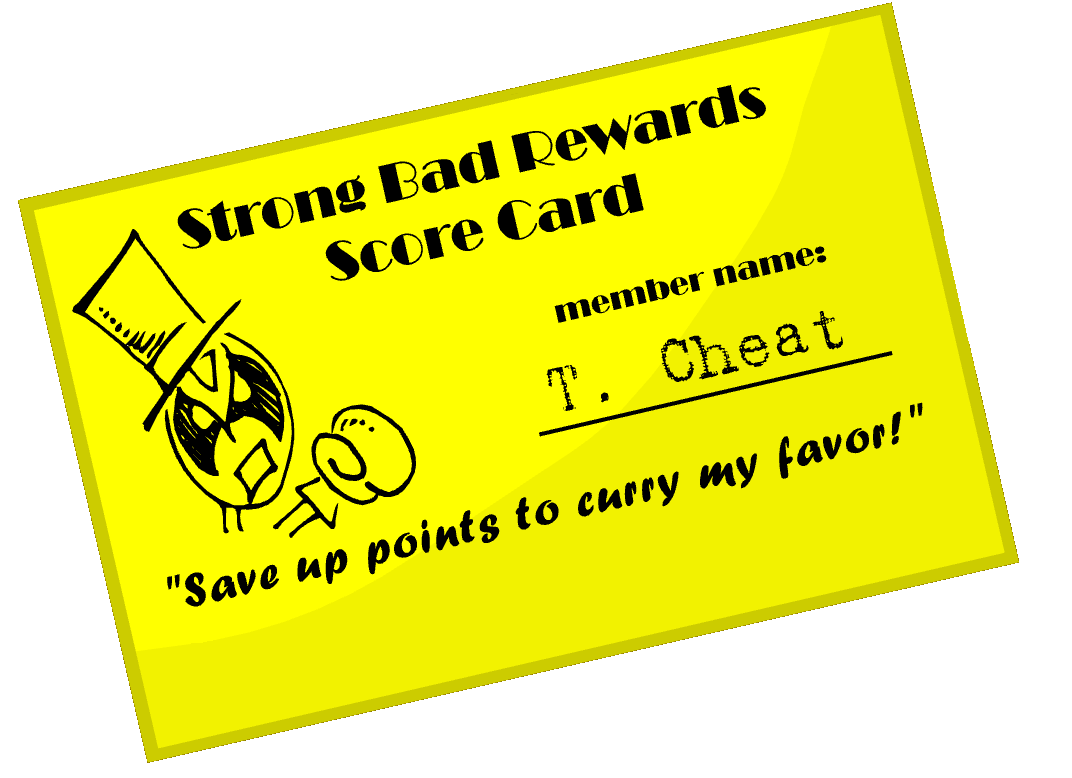 Strong Bad Rewards
Score Card
member name:
T. Cheat
"Save up points to curry my favor!"